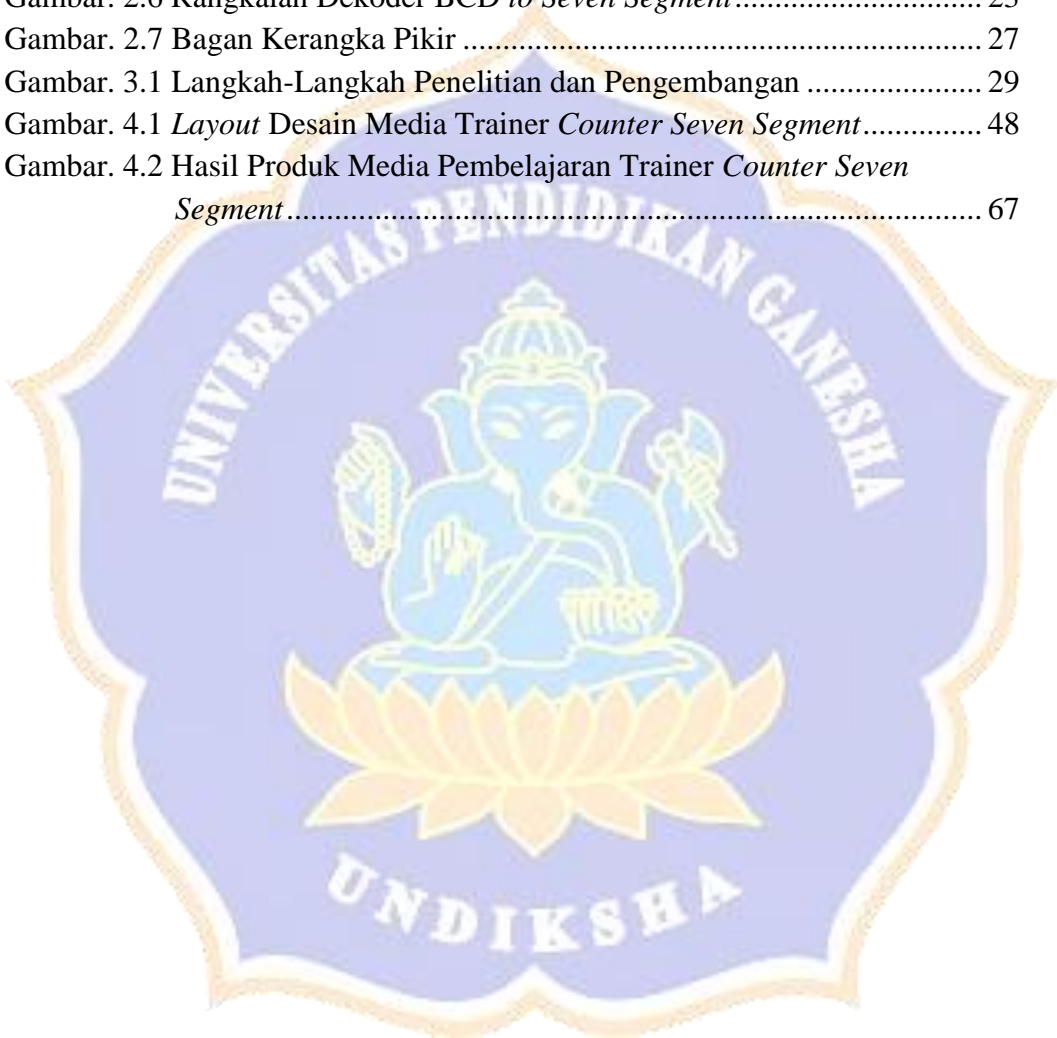 Gambar. 2.6 Rangkaian Dekoder BCD to Seven Segment
Gambar. 2.7 Bagan Kerangka Pikir ................................................................. 27
Gambar. 3.1 Langkah-Langkah Penelitian dan Pengembangan ...................... 29
Gambar. 4.1 Layout Desain Media Trainer Counter Seven Segment ............... 48
Gambar. 4.2 Hasil Produk Media Pembelajaran Trainer Counter Seven
Segment ....................................................................................... 67
UNIVERSITAS PENDIDIKAN GANESHA
UNDIKSHA